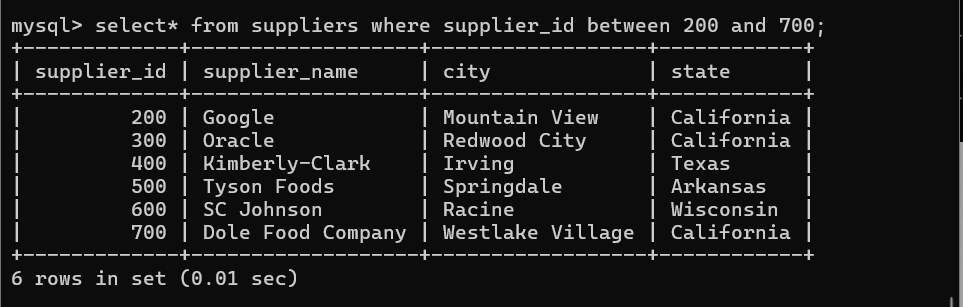 mysql> select* from suppliers where supplier_id between 200 and 700;
+-------------+-------------------+------------------+------------+
| supplier_id | supplier_name     | city             | state      |
+-------------+-------------------+------------------+------------+
|         200 | Google            | Mountain View    | California |
|         300 | Oracle            | Redwood City     | California |
|         400 | Kimberly-Clark    | Irving           | Texas      |
|         500 | Tyson Foods       | Springdale       | Arkansas   |
|         600 | SC Johnson        | Racine           | Wisconsin  |
|         700 | Dole Food Company | Westlake Village | California |
+-------------+-------------------+------------------+------------+
6 rows in set (0.01 sec)